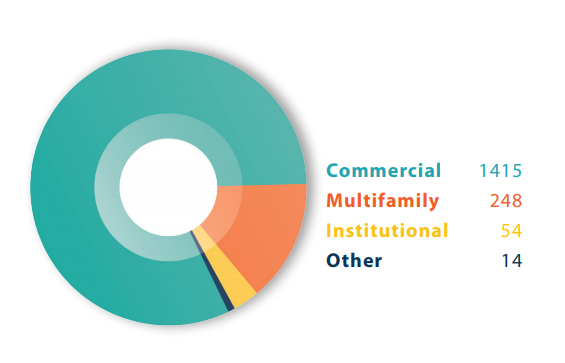 Commercial 1415
Multifamily 248
Institutional 54
Other 14